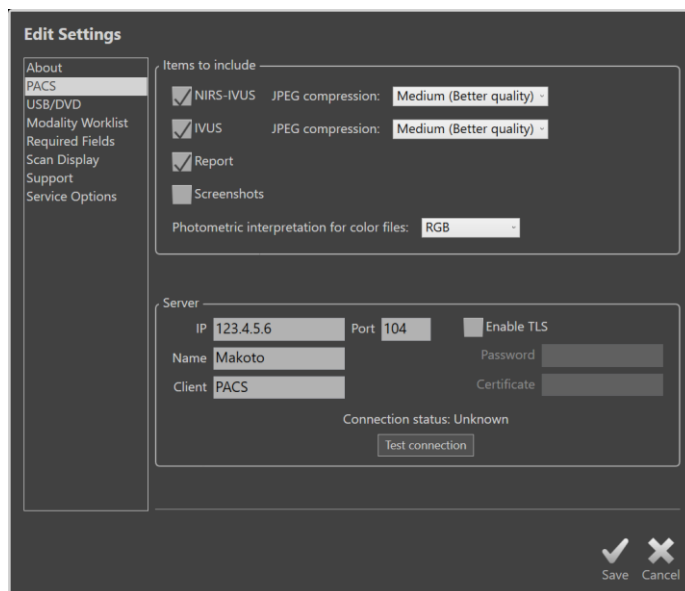 Edit Settings
About
PACS
USB/DVD
Modality Worklist
Required Fields
Scan Display
Support
Service Options
Items to include
NIRS-IVUS JPEG compression: Medium (Better quality)
IVUS JPEG compression: Medium (Better quality)
Report
Screenshots
Photometric interpretation for color files: RGB
Server
IP 123.4.5.6 Port 104 Enable TLS
Name Makoto Password
Client PACS Certificate
Connection status: Unknown
Test connection
Save Cancel